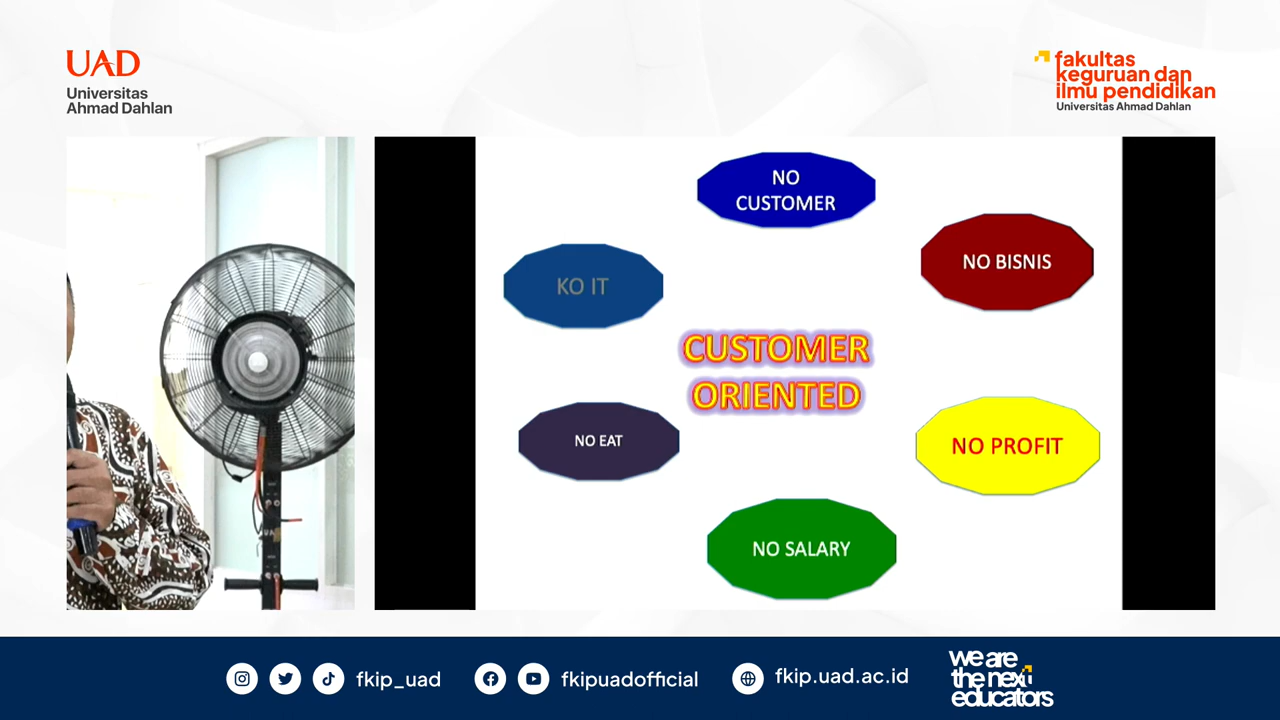 UAD
Universitas
Ahmad Dahlan
fakultas
keguruan dan
ilmu pendidikan
Universitas Ahmad Dahlan
NO
CUSTOMER
NO BISNIS
KO IT
CUSTOMER
ORIENTED
NO EAT
NO PROFIT
NO SALARY
fkip_uad
fkipuadofficial
fkip.uad.ac.id
we are
the next
educators